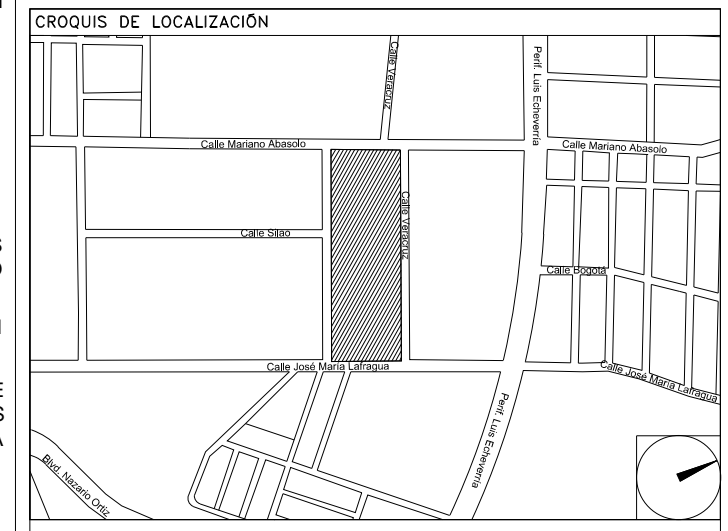 CROQUIS DE LOCALIZACIÓN
Calle Veracruz
Perif. Luis Echeverría
Calle Mariano Abasolo
Calle Mariano Abasolo
Calle Veracruz
Calle Silao
Calle Bogotá
Calle José María Lafragua
Calle José María Lafragua
Perif. Luis Echeverría
Blvd. Nazario Ortiz